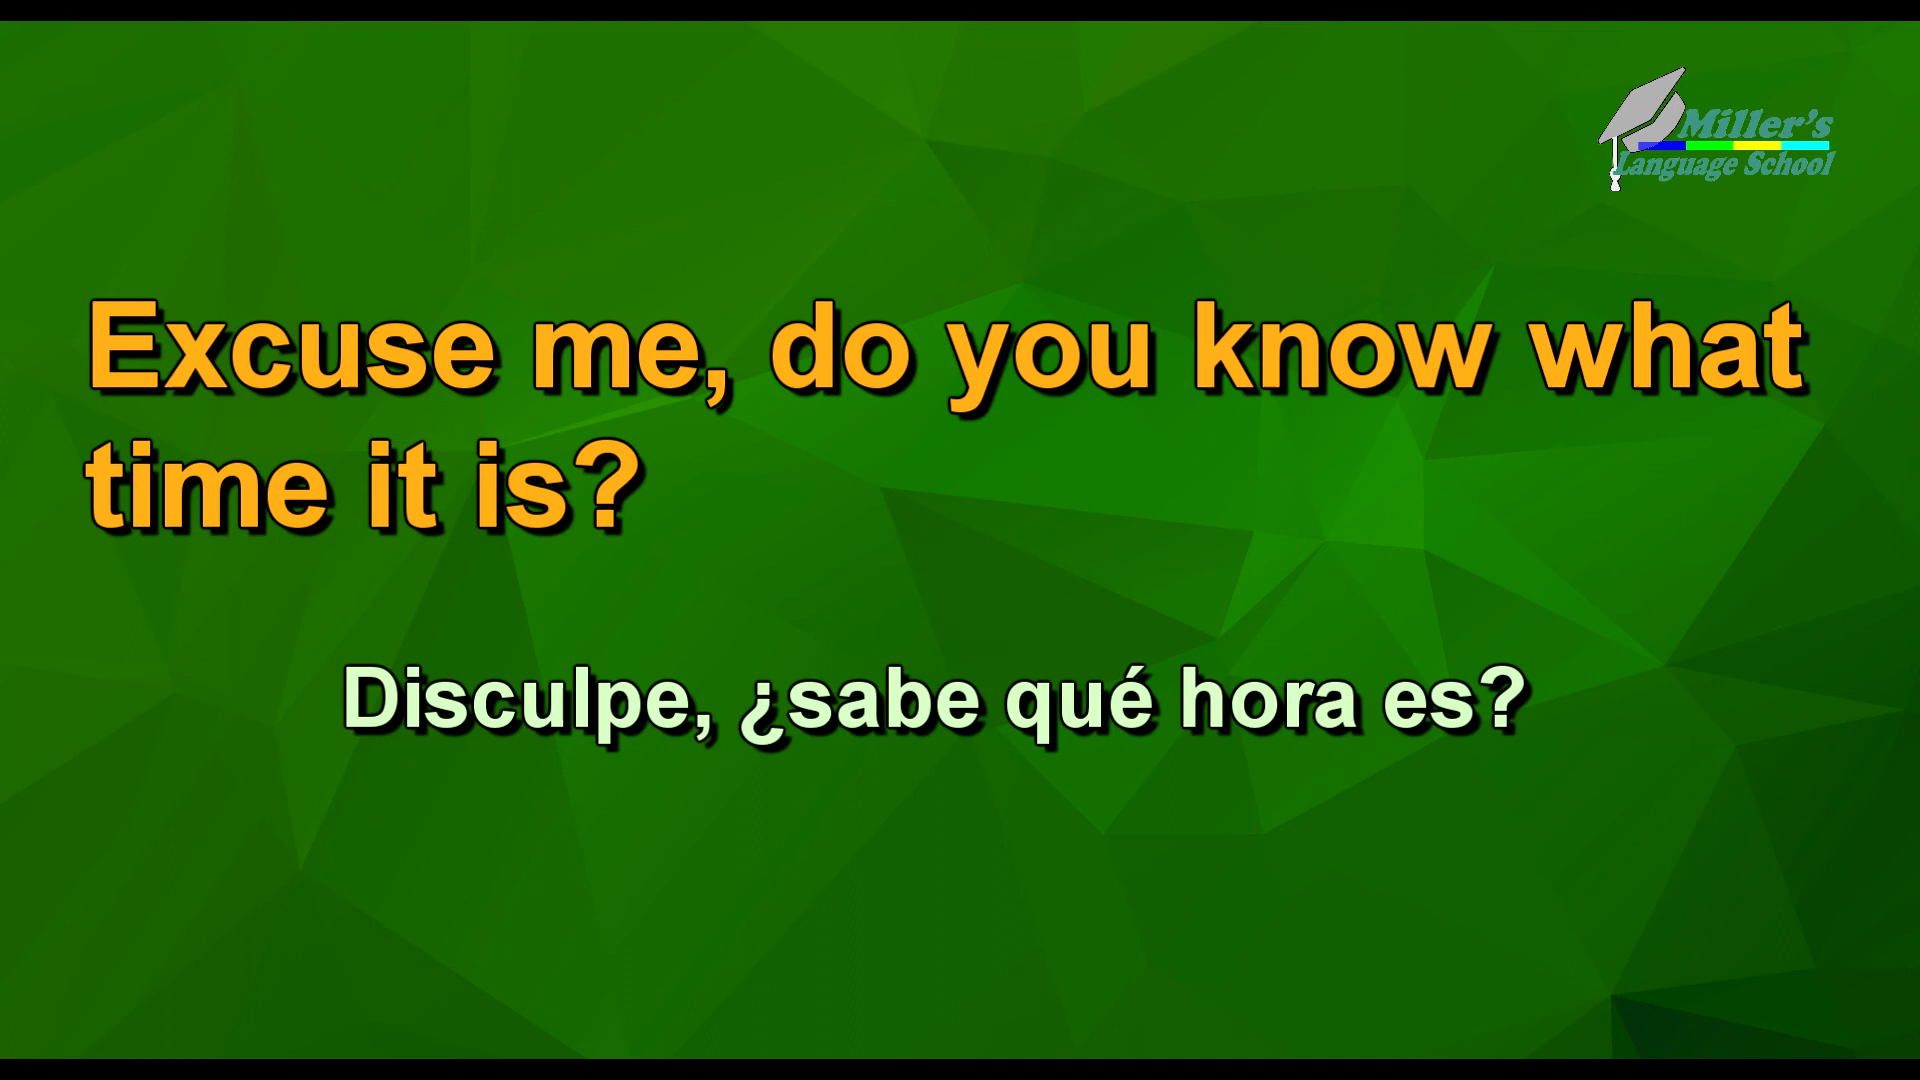 Miller's
Language School
Excuse me, do you know what
time it is?
Disculpe, ¿sabe qué hora es?